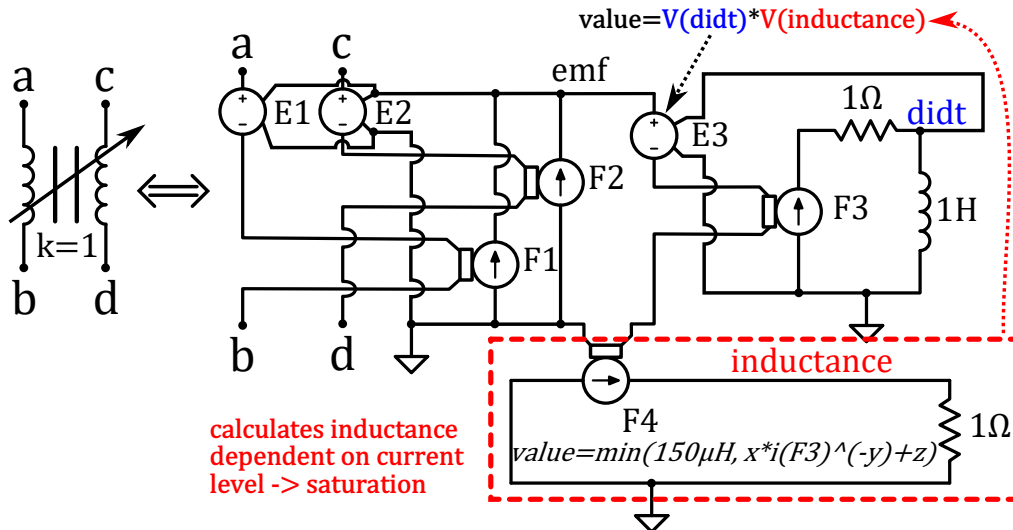 value=V(didt)*V(inductance)
a
c
k=1
b
d
a
c
E1
E2
emf
E3
1Ω
didt
F2
F3
1H
F1
b
d
inductance
F4
1Ω
value=min(150μH, x*i(F3)^(-y)+z)
calculates inductance
dependent on current
level -> saturation